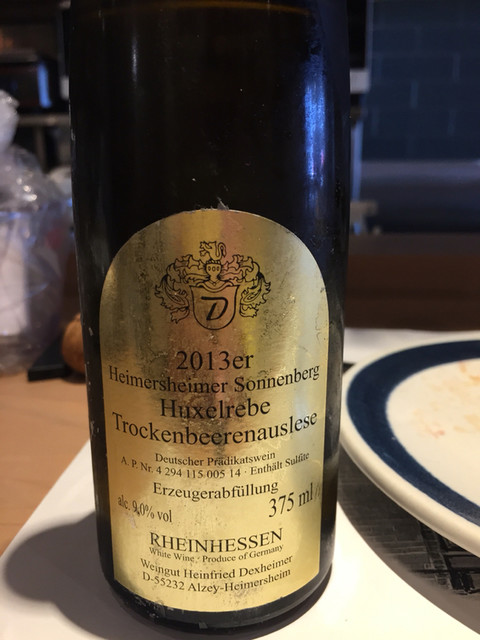 D
2013er
Heimersheimer Sonnenberg
Huxelrebe
Trockenbeerenauslese
Deutscher Prädikatswein
A. P. Nr. 4 294 115 005 14 · Enthält Sulfite
Erzeugerabfüllung
alc. 9,0% vol 375 ml
RHEINHESSEN
White Wine · Produce of Germany
Weingut Heinfried Dexheimer
D-55232 Alzey-Heimersheim